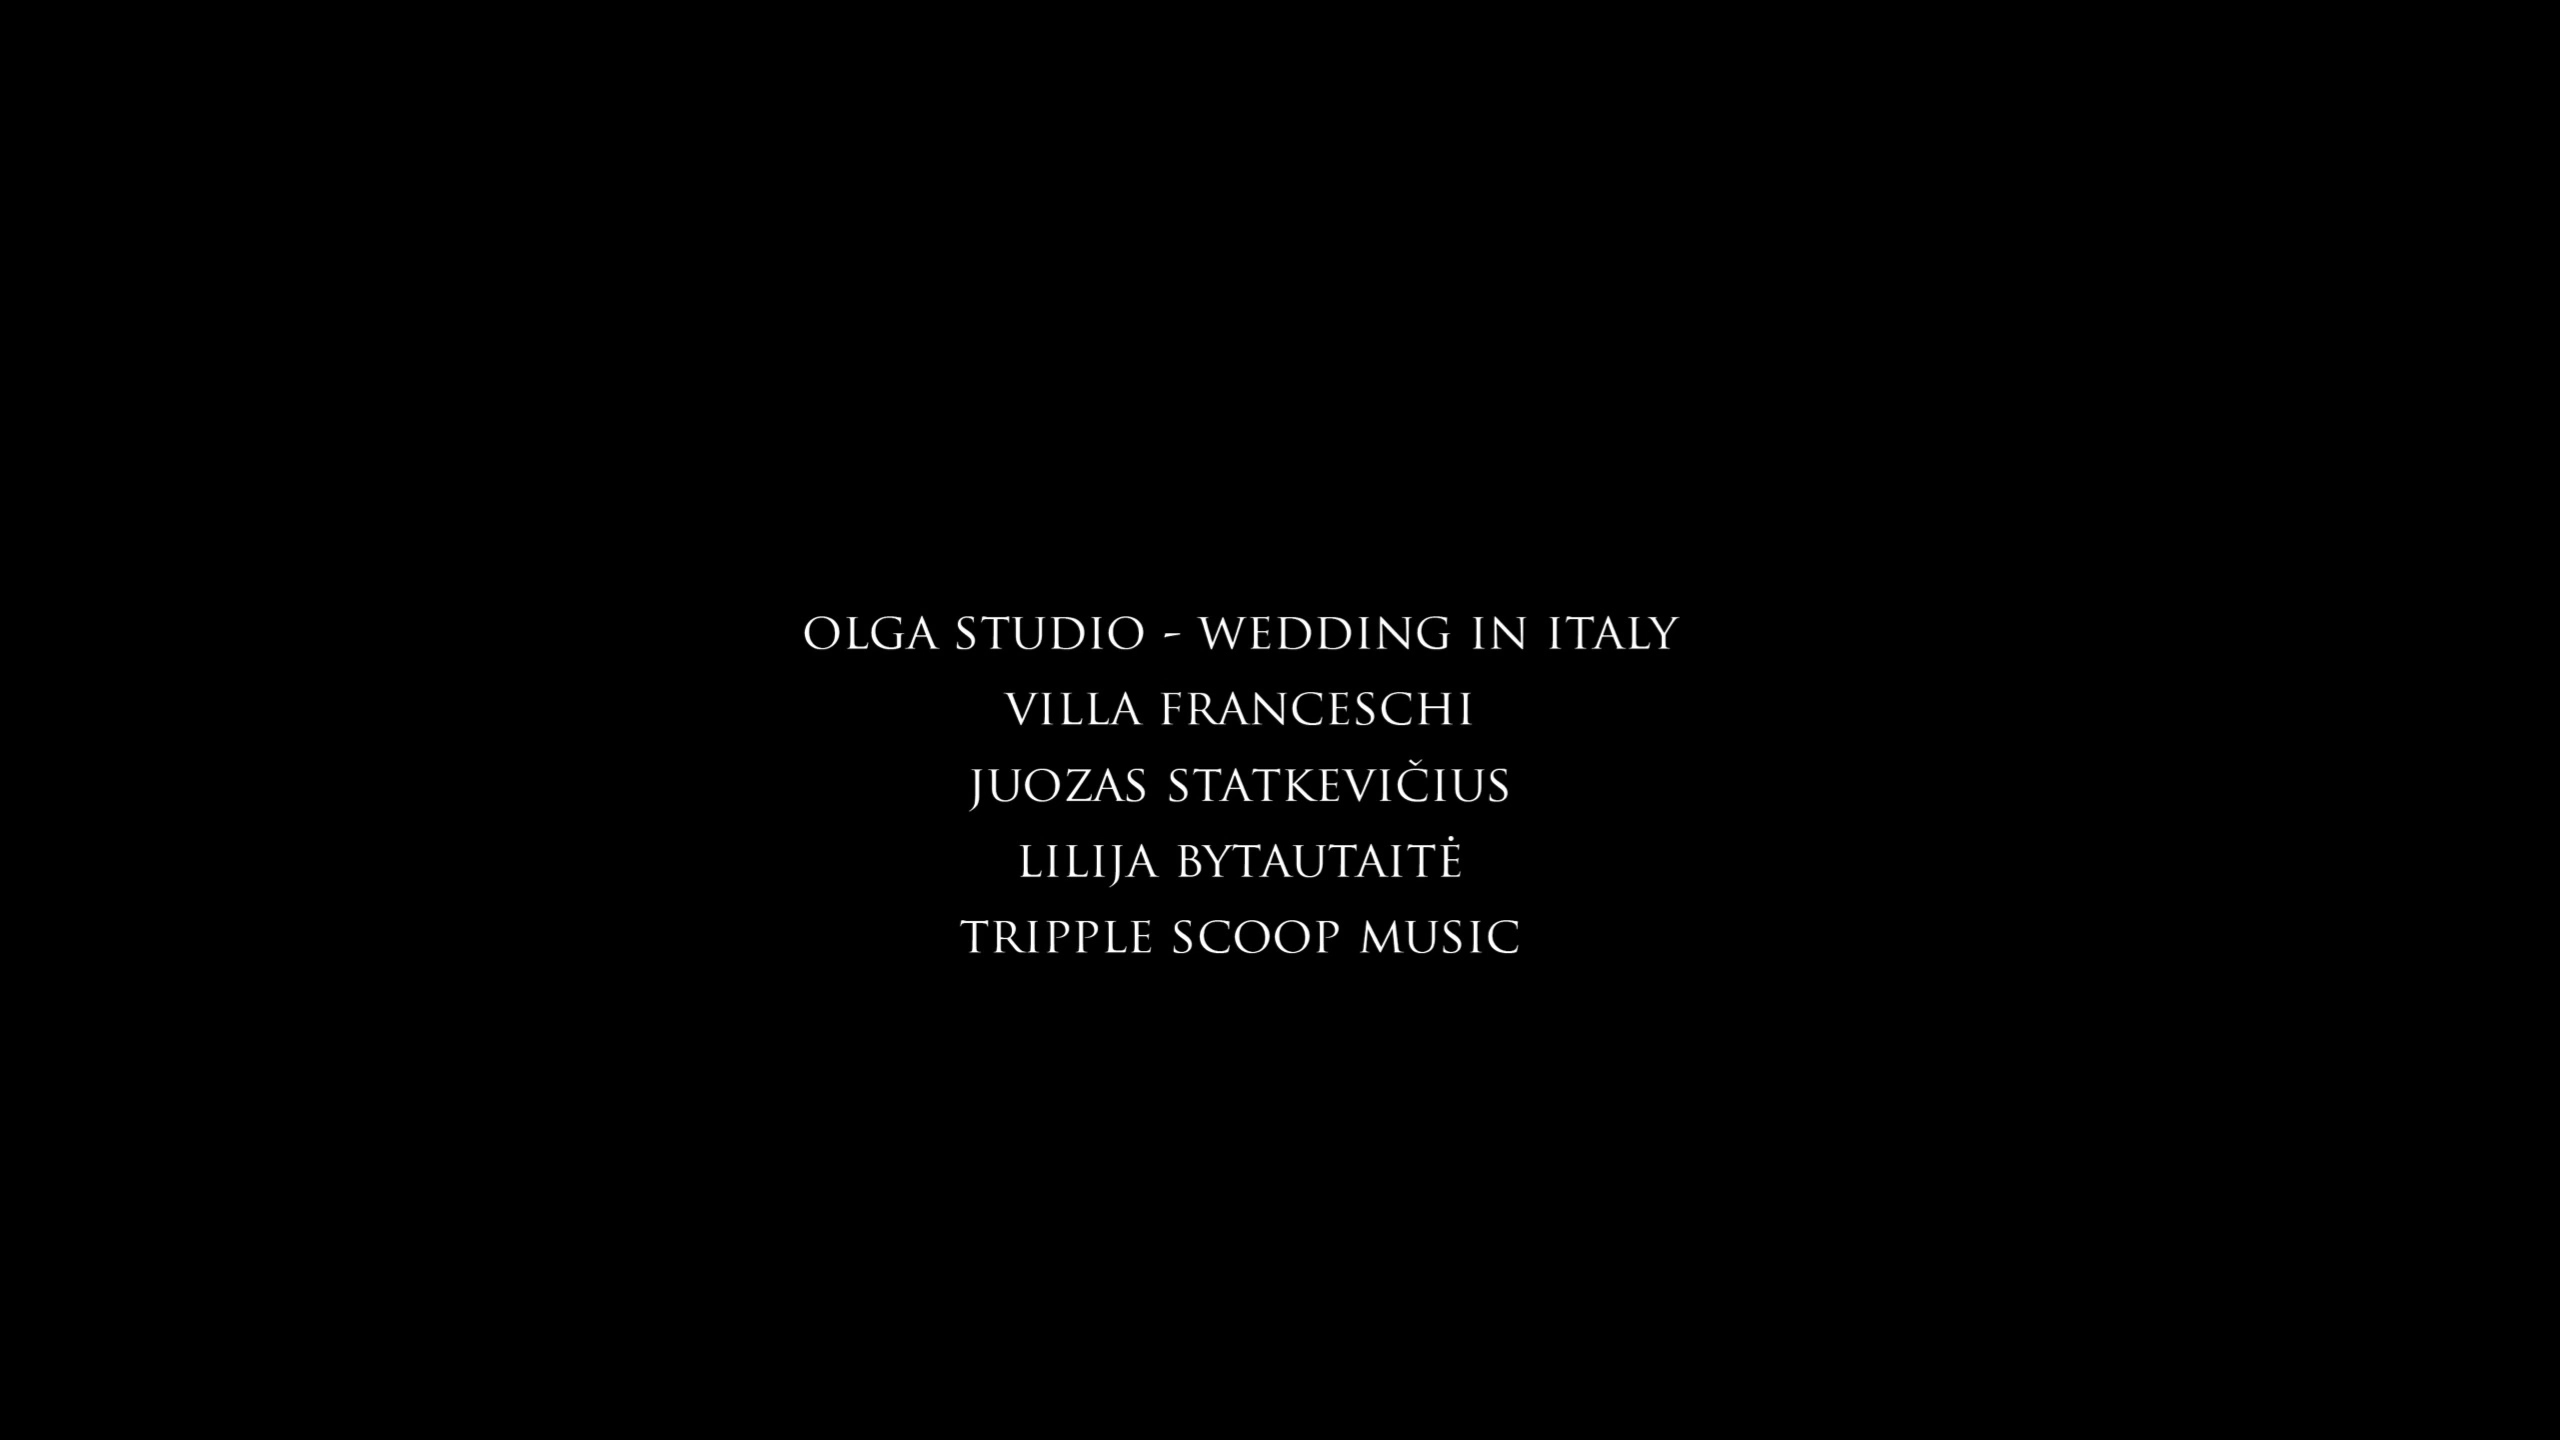 OLGA STUDIO - WEDDING IN ITALY
VILLA FRANCESCHI
JUOZAS STATKEVIČIUS
LILIJA BYTAUTAITĖ
TRIPPLE SCOOP MUSIC